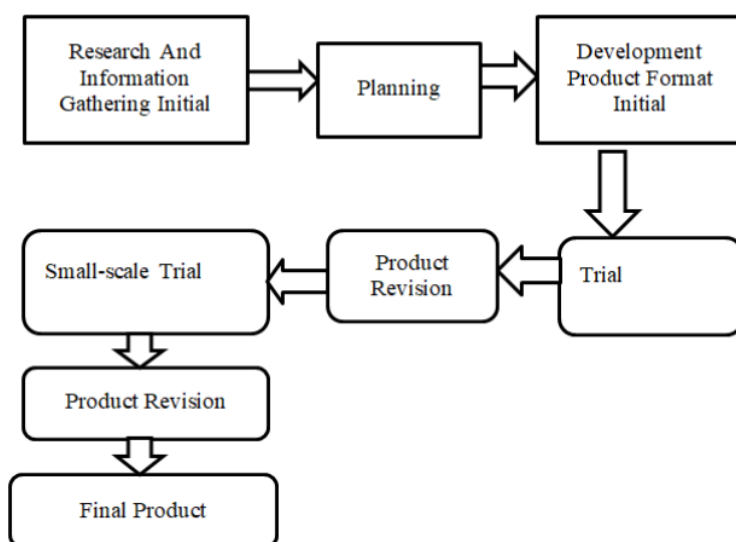 Research And
Information
Gathering Initial
Planning
Development
Product Format
Initial
Trial
Product
Revision
Small-scale Trial
Product Revision
Final Product